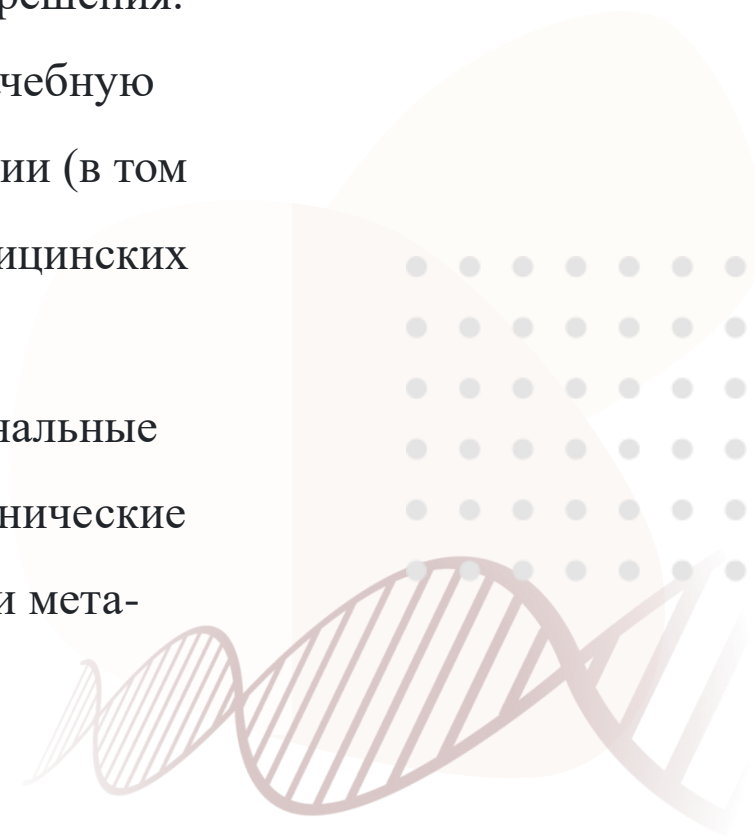 решения.
чебную
ии (в том
ицинских
нальные
нические
и мета-